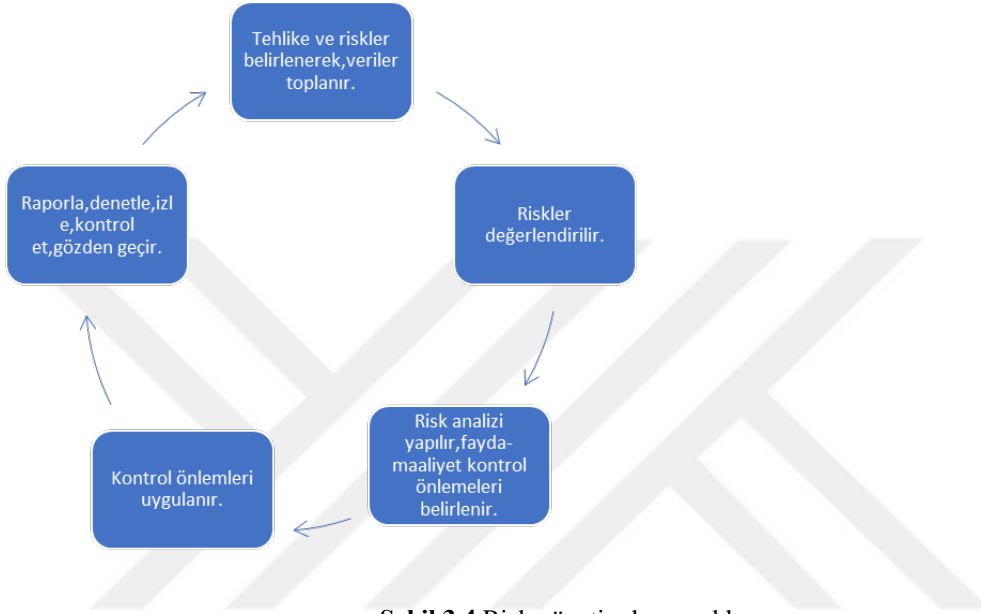 Tehlike ve riskler
belirlenerek,veriler
toplanır.
Riskler
değerlendirilir.
Risk analizi
yapılır,fayda-
maaliyet kontrol
önlemeleri
belirlenir.
Kontrol önlemleri
uygulanır.
Raporla,denetle,izl
e,kontrol
et,gözden geçir.